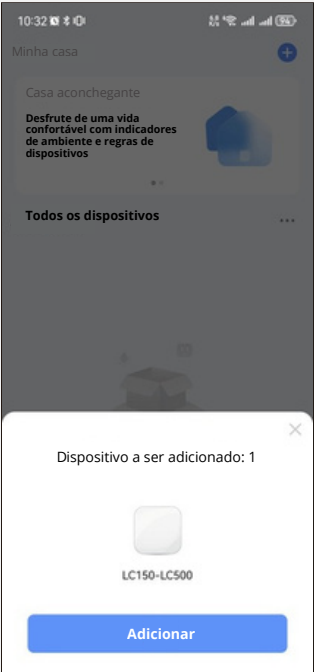 10:32
94
Minha casa
Casa aconchegante
Desfrute de uma vida
confortável com indicadores
de ambiente e regras de
dispositivos
Todos os dispositivos
Dispositivo a ser adicionado: 1
LC150-LC500
Adicionar